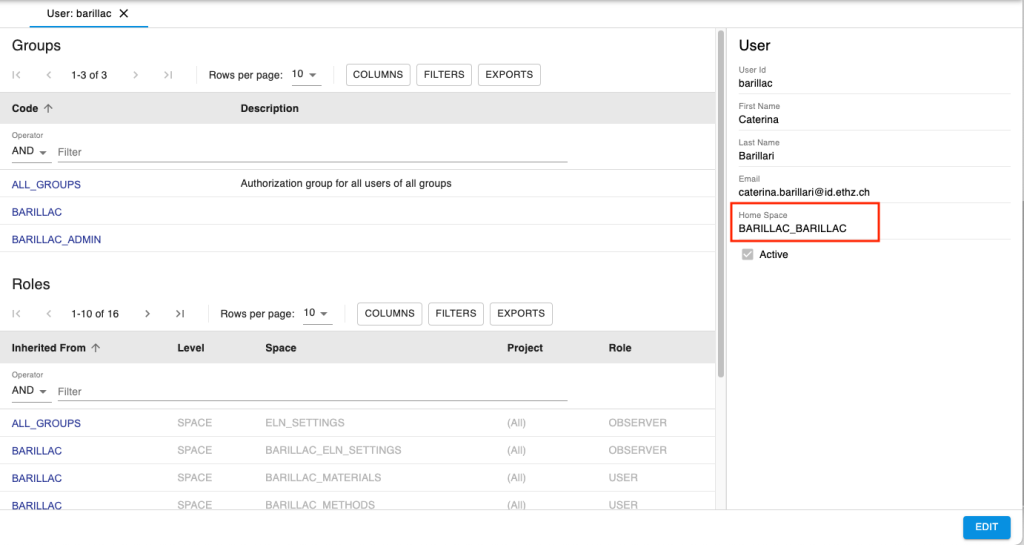 User: barillac
Groups
1-3 of 3 Rows per page: 10 COLUMNS FILTERS EXPORTS
Code Description
Operator
AND Filter
ALL_GROUPS Authorization group for all users of all groups
BARILLAC
BARILLAC_ADMIN
Roles
1-10 of 16 Rows per page: 10 COLUMNS FILTERS EXPORTS
Inherited From Level Space Project Role
Operator
AND Filter
ALL_GROUPS SPACE ELN_SETTINGS (All) OBSERVER
BARILLAC SPACE BARILLAC_ELN_SETTINGS (All) OBSERVER
BARILLAC SPACE BARILLAC_MATERIALS (All) USER
BARILLAC SPACE BARILLAC_METHODS (All) USER
User
User Id
barillac
First Name
Caterina
Last Name
Barillari
Email
caterina.barillari@id.ethz.ch
Home Space
BARILLAC_BARILLAC
Active
EDIT